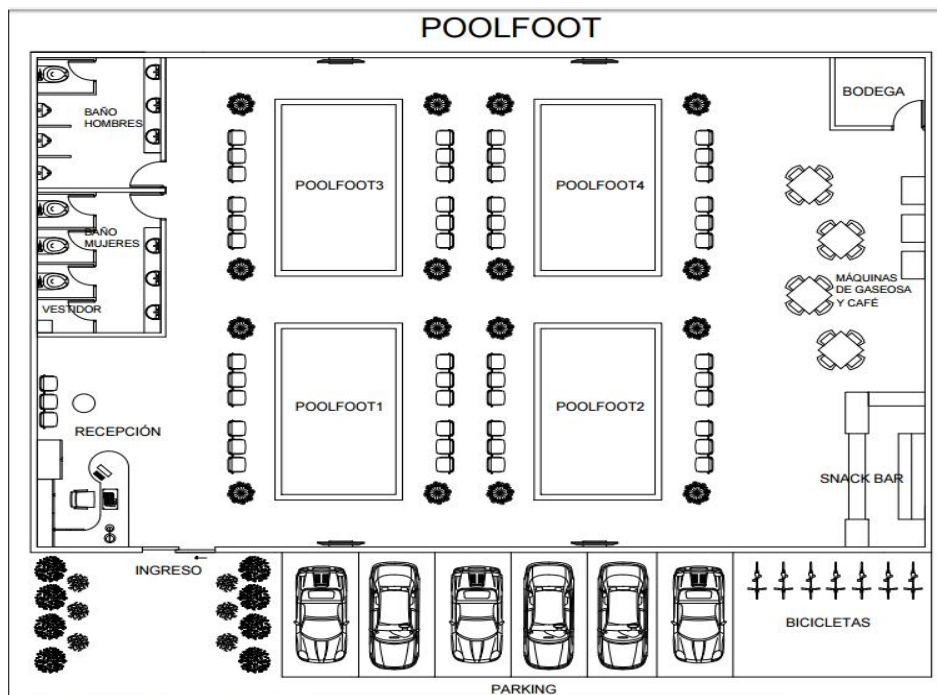 POOLFOOT
BODEGA
BAÑO
HOMBRES
POOLFOOT3
POOLFOOT4
BAÑO
MUJERES
MÁQUINAS
DE GASEOSA
Y CAFÉ
VESTIDOR
POOLFOOT1
POOLFOOT2
RECEPCIÓN
SNACK BAR
INGRESO
BICICLETAS
PARKING